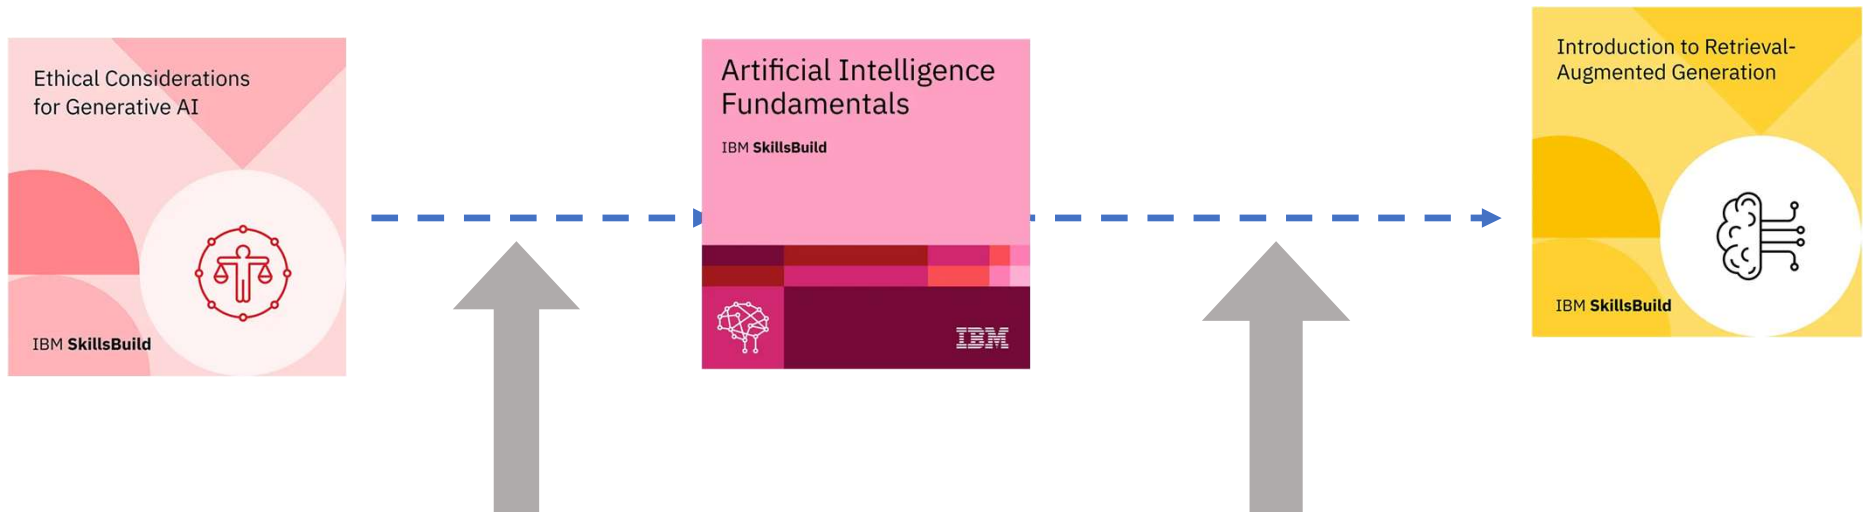 Ethical Considerations
for Generative AI
IBM SkillsBuild
Artificial Intelligence
Fundamentals
IBM SkillsBuild
IBM
Introduction to Retrieval-
Augmented Generation
IBM SkillsBuild